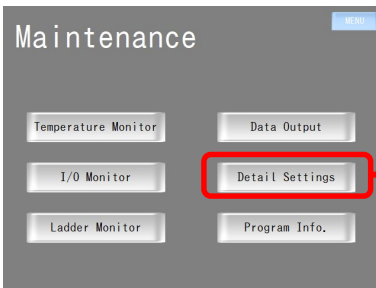 Maintenance
MENU
Temperature Monitor
Data Output
I/O Monitor
Detail Settings
Ladder Monitor
Program Info.